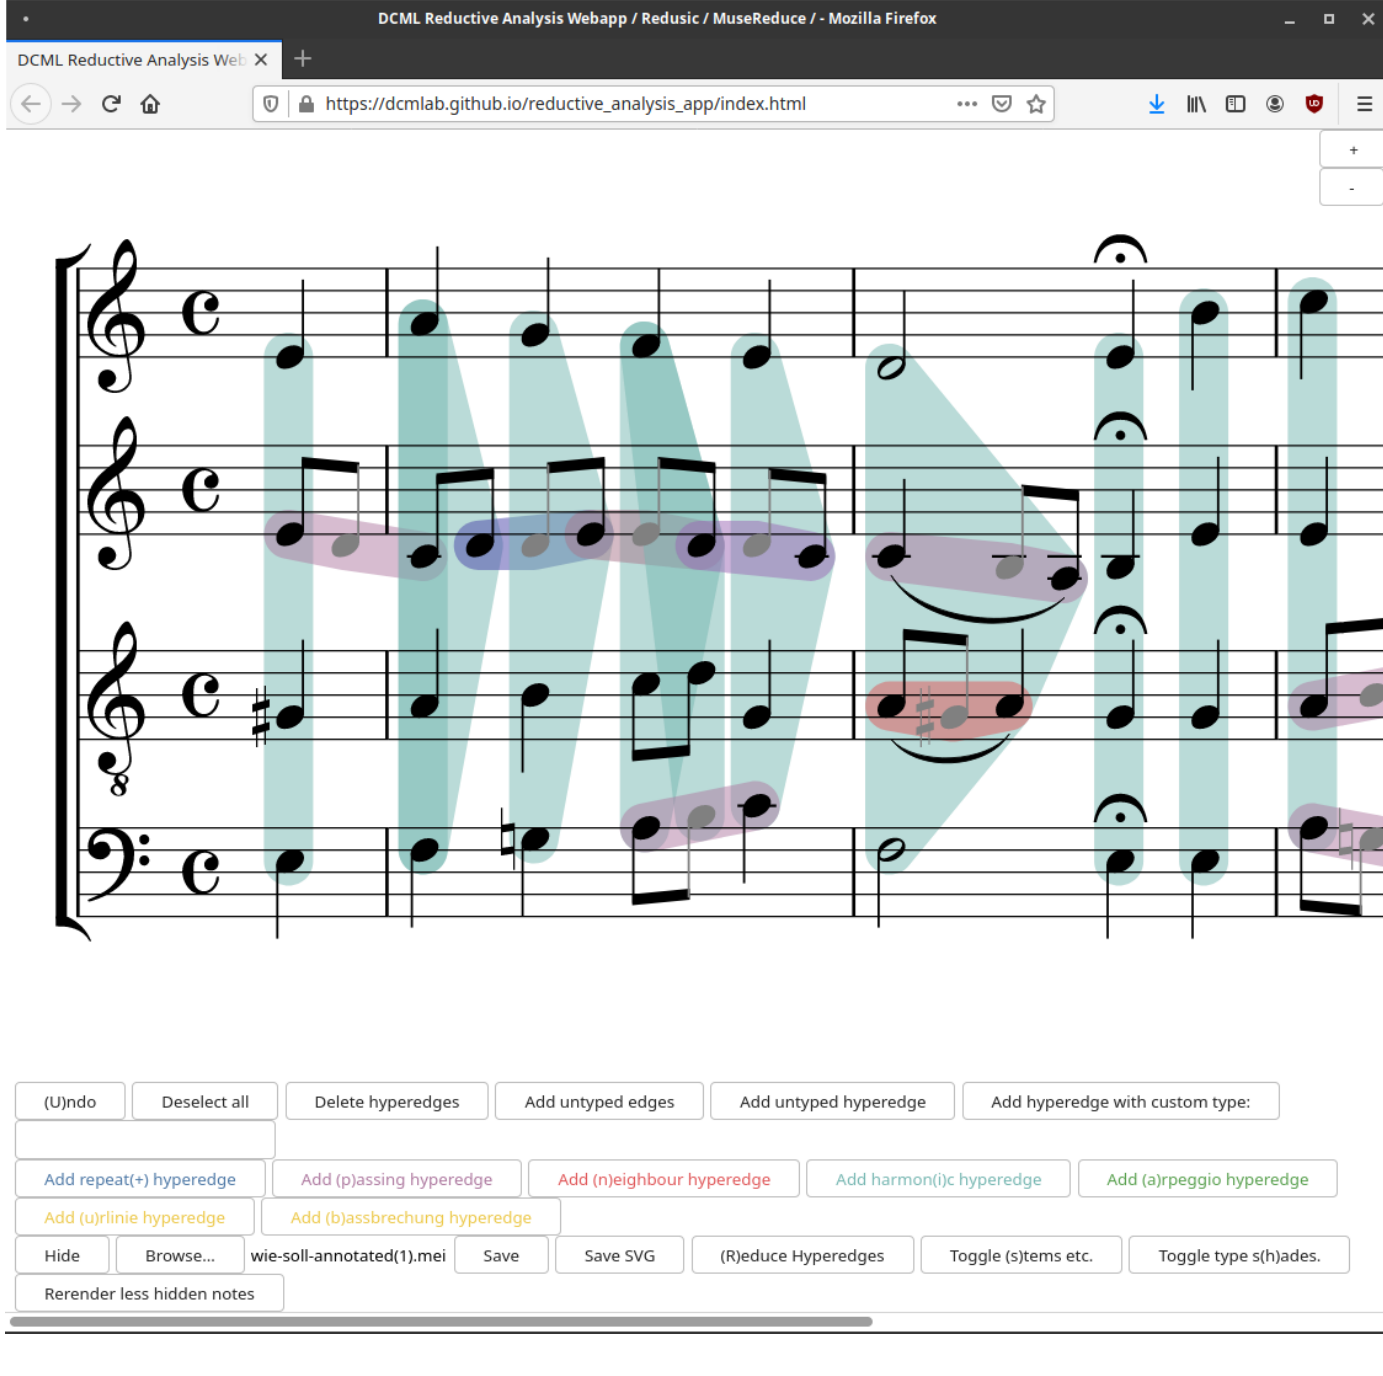 DCML Reductive Analysis Webapp / Redusic / MuseReduce / - Mozilla Firefox
DCML Reductive Analysis Web
https://dcmlab.github.io/reductive_analysis_app/index.html
+
-
8
(U)ndo Deselect all Delete hyperedges Add untyped edges Add untyped hyperedge Add hyperedge with custom type:
Add repeat(+) hyperedge Add (p)assing hyperedge Add (n)eighbour hyperedge Add harmon(i)c hyperedge Add (a)rpeggio hyperedge
Add (u)rlinie hyperedge Add (b)assbrechung hyperedge
Hide Browse... wie-soll-annotated(1).mei Save Save SVG (R)educe Hyperedges Toggle (s)tems etc. Toggle type s(h)ades.
Rerender less hidden notes